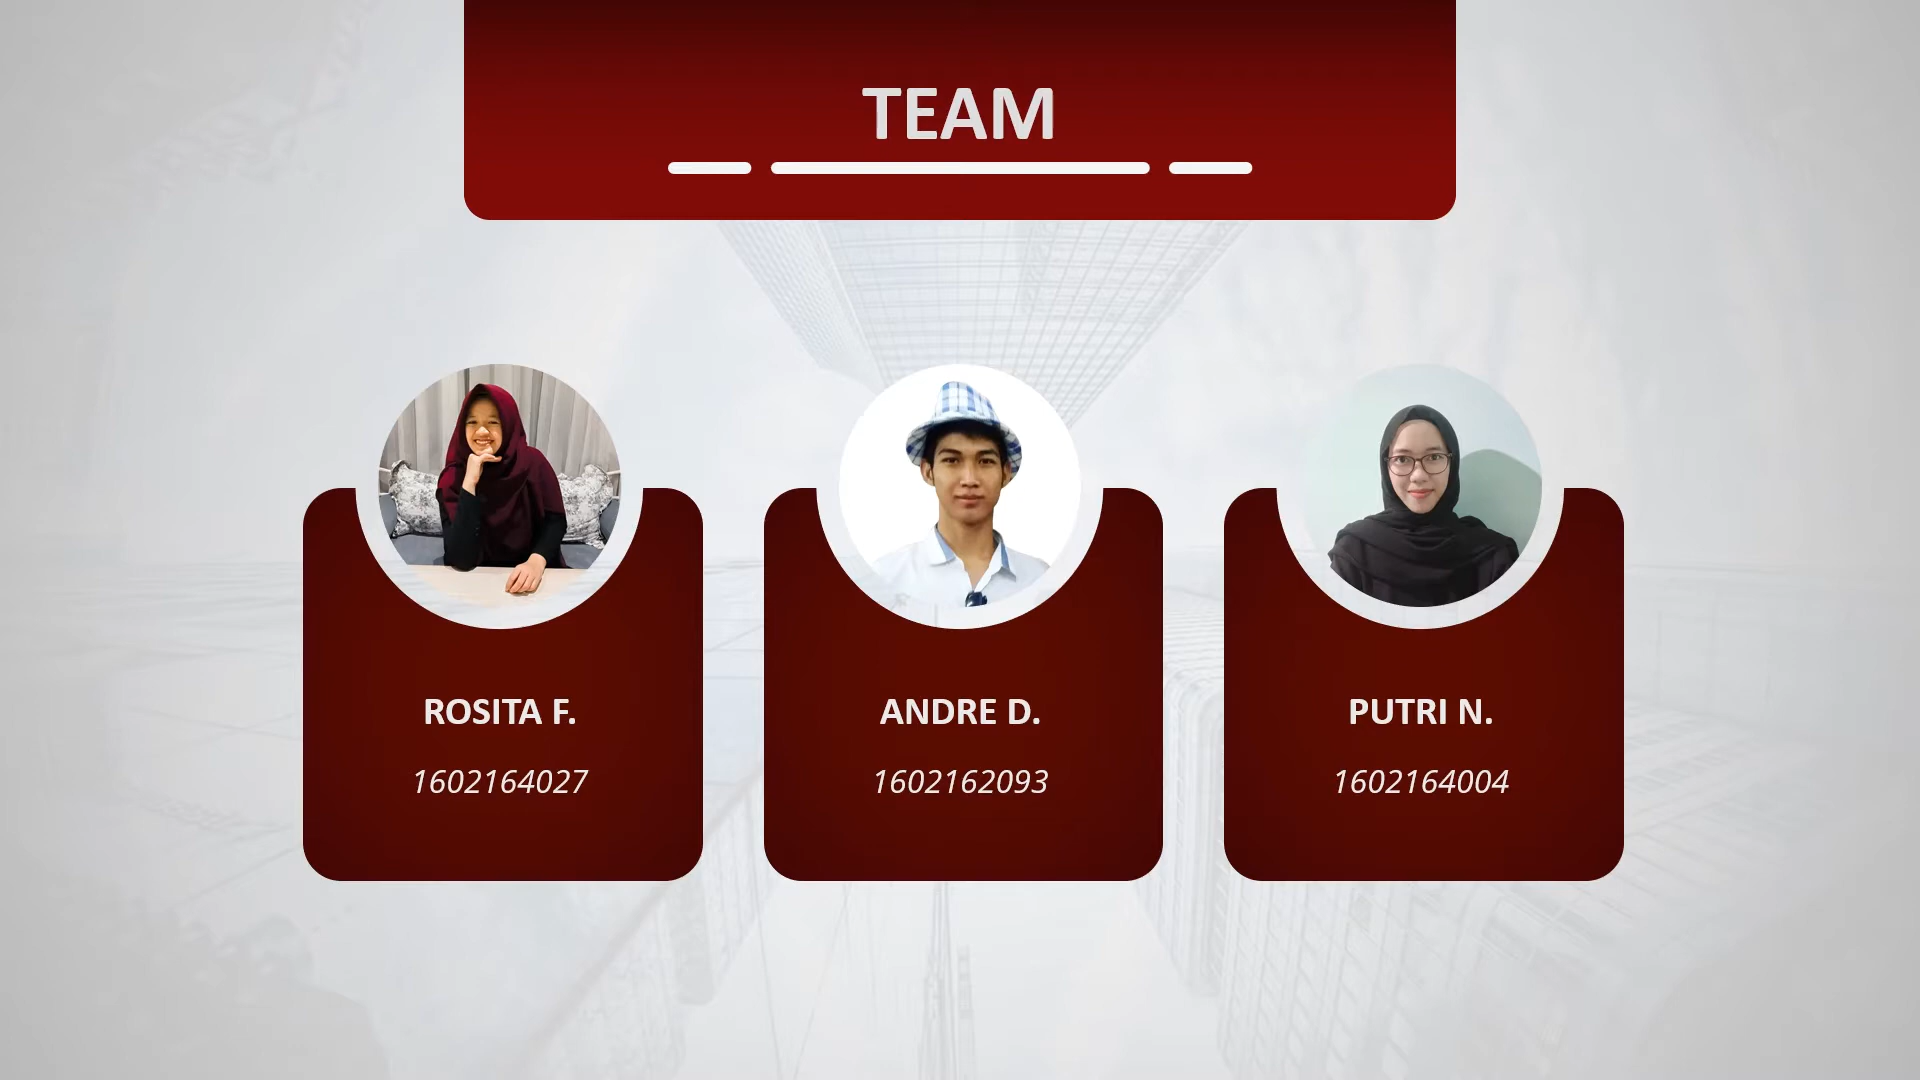 TEAM
ROSITA F.
1602164027
ANDRE D.
1602162093
PUTRI N.
1602164004